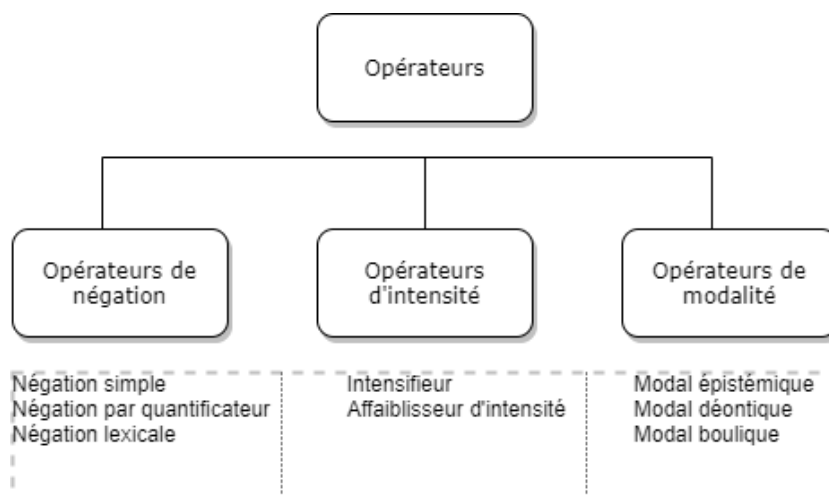 Opérateurs
Opérateurs de
négation
Opérateurs
d'intensité
Opérateurs de
modalité
Négation simple
Négation par quantificateur
Négation lexicale
Intensifieur
Affaiblisseur d'intensité
Modal épistémique
Modal déontique
Modal boulique